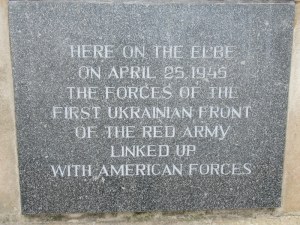 HERE ON THE ELBE
ON APRIL 25, 1945
THE FORCES OF THE
FIRST UKRAINIAN FRONT
OF THE RED ARMY
LINKED UP
WITH AMERICAN FORCES